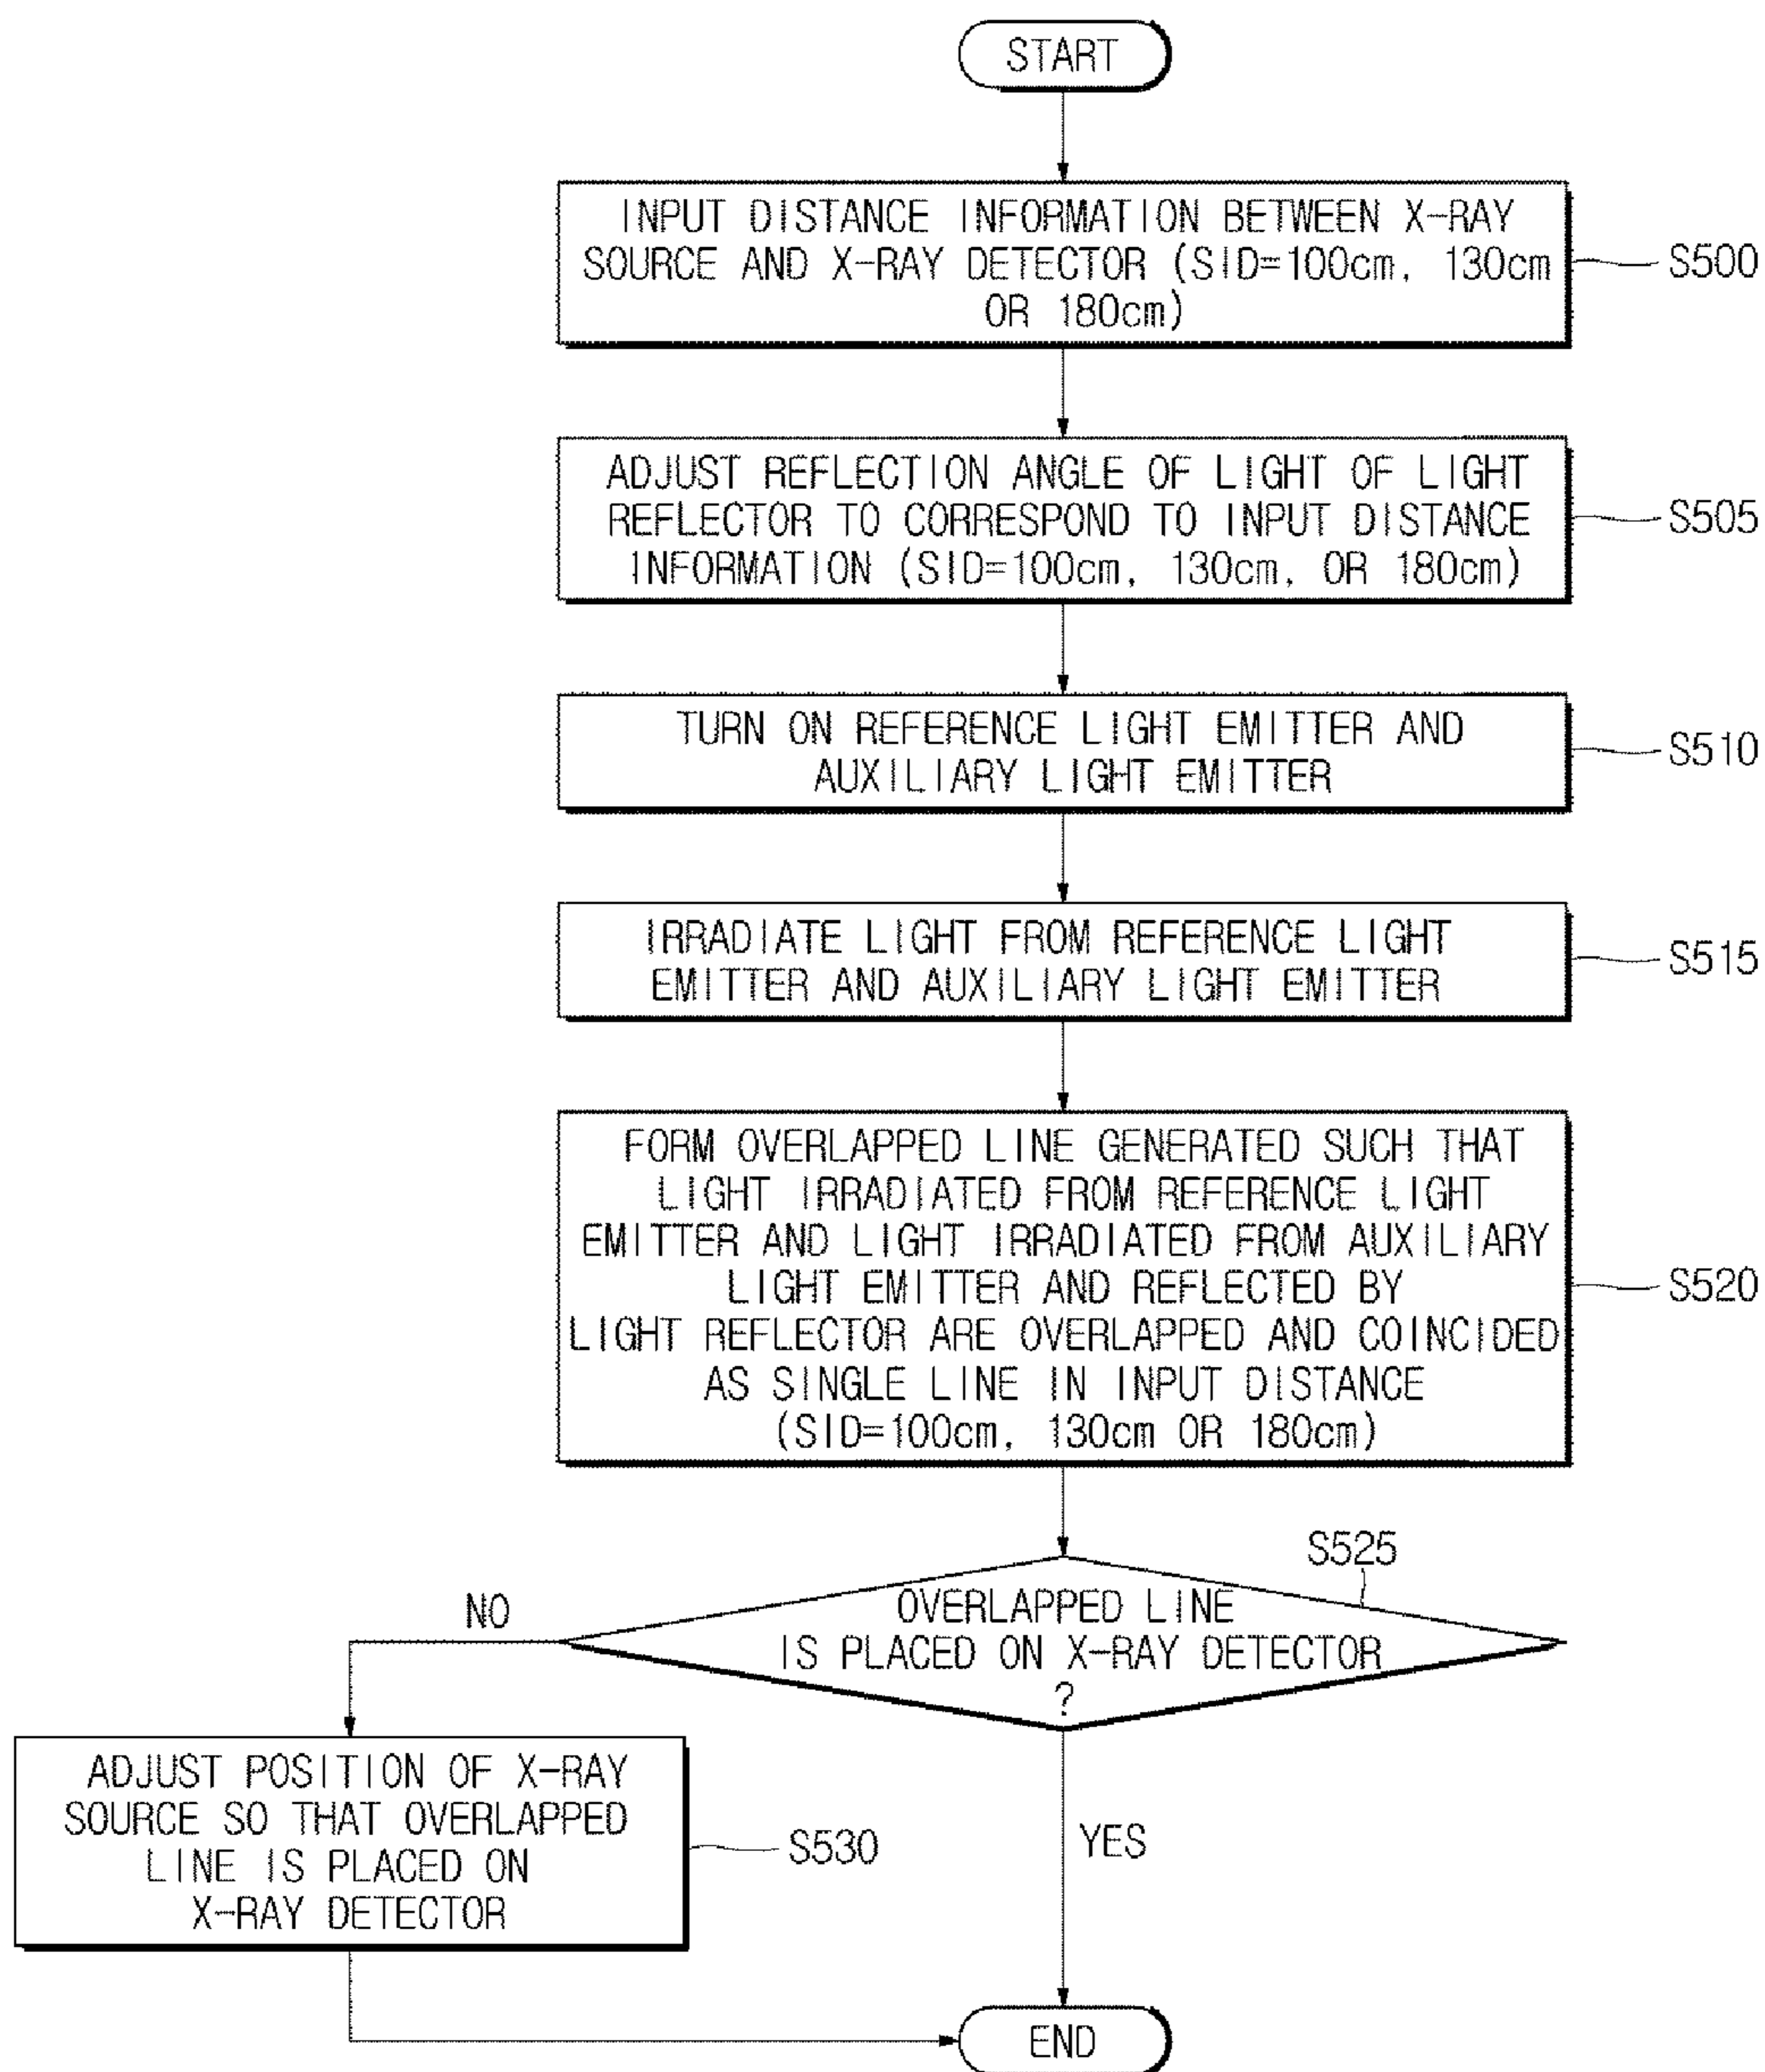 START
INPUT DISTANCE INFORMATION BETWEEN X-RAY
SOURCE AND X-RAY DETECTOR (SID=100cm, 130cm
OR 180cm)
S500
ADJUST REFLECTION ANGLE OF LIGHT OF LIGHT
REFLECTOR TO CORRESPOND TO INPUT DISTANCE
INFORMATION (SID=100cm, 130cm, OR 180cm)
S505
TURN ON REFERENCE LIGHT EMITTER AND
AUXILIARY LIGHT EMITTER
S510
IRRADIATE LIGHT FROM REFERENCE LIGHT
EMITTER AND AUXILIARY LIGHT EMITTER
S515
FORM OVERLAPPED LINE GENERATED SUCH THAT
LIGHT IRRADIATED FROM REFERENCE LIGHT
EMITTER AND LIGHT IRRADIATED FROM AUXILIARY
LIGHT EMITTER AND REFLECTED BY
LIGHT REFLECTOR ARE OVERLAPPED AND COINCIDED
AS SINGLE LINE IN INPUT DISTANCE
(SID=100cm, 130cm OR 180cm)
S520
S525
OVERLAPPED LINE
IS PLACED ON X-RAY DETECTOR
?
NO
ADJUST POSITION OF X-RAY
SOURCE SO THAT OVERLAPPED
LINE IS PLACED ON
X-RAY DETECTOR
S530
YES
END